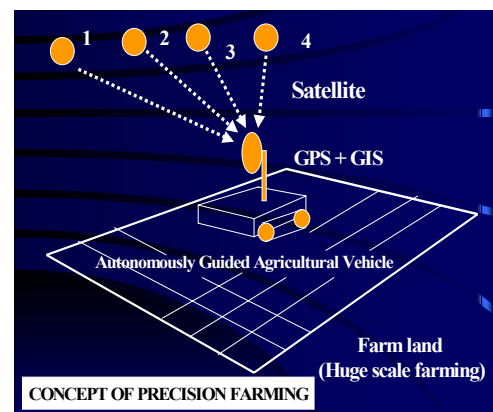 1
2
3
4
Satellite
GPS + GIS
Autonomously Guided Agricultural Vehicle
Farm land
(Huge scale farming)
CONCEPT OF PRECISION FARMING